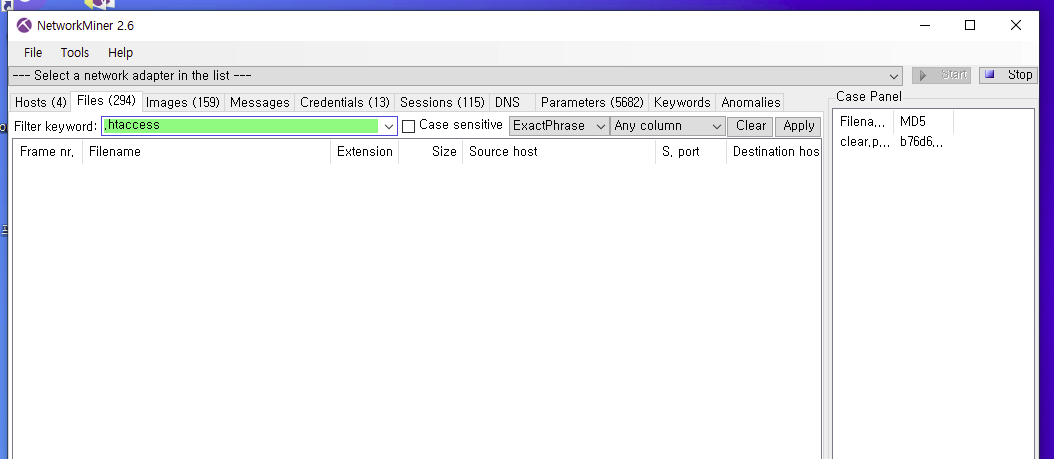 NetworkMiner 2.6
File Tools Help
--- Select a network adapter in the list ---
Start
Stop
Hosts (4) Files (294) Images (159) Messages Credentials (13) Sessions (115) DNS Parameters (5682) Keywords Anomalies
Filter keyword: .htaccess Case sensitive ExactPhrase Any column Clear Apply
Frame nr. Filename Extension Size Source host S. port Destination hos
Case Panel
Filena... MD5
clear.p... b76d6...